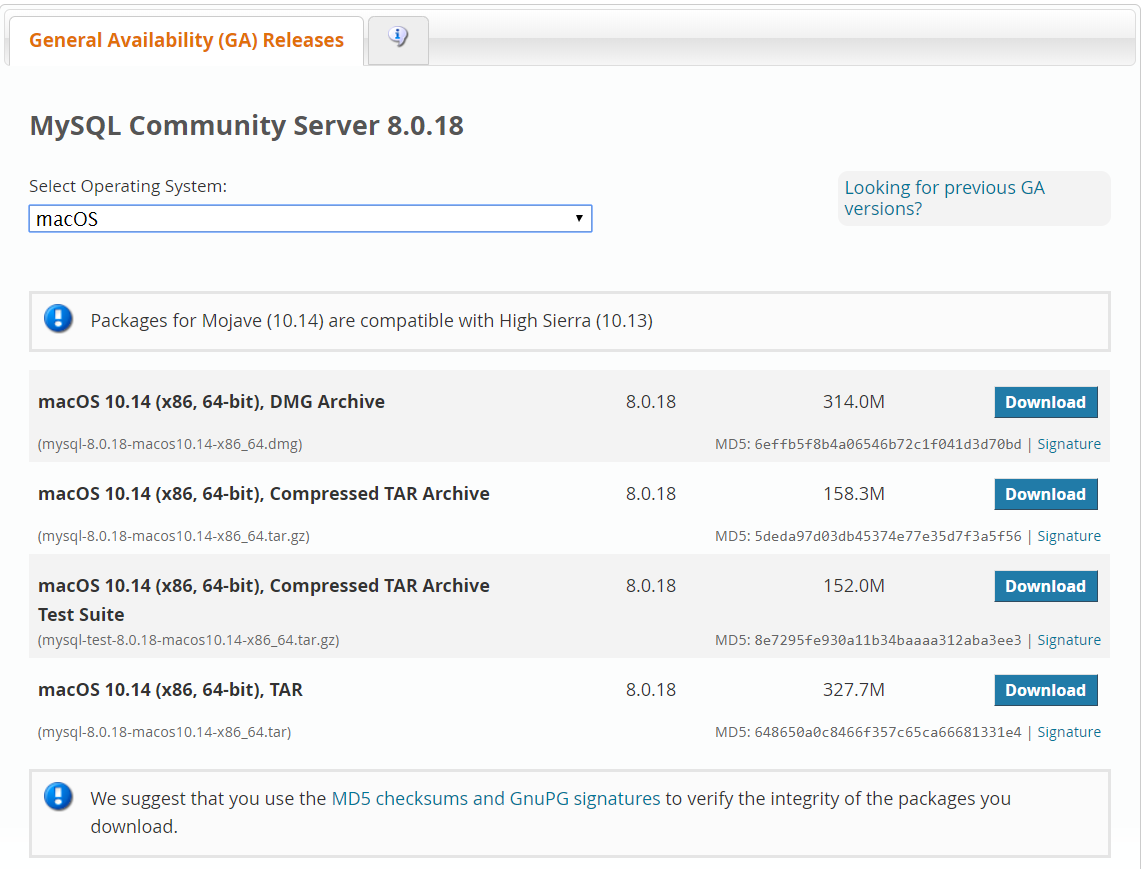 General Availability (GA) Releases
MySQL Community Server 8.0.18
Select Operating System:
macOS
Looking for previous GA
versions?
Packages for Mojave (10.14) are compatible with High Sierra (10.13)
macOS 10.14 (x86, 64-bit), DMG Archive 8.0.18 314.0M Download
(mysql-8.0.18-macos10.14-x86_64.dmg) MD5: 6effb5f8b4a06546b72c1f041d3d70bd | Signature
macOS 10.14 (x86, 64-bit), Compressed TAR Archive 8.0.18 158.3M Download
(mysql-8.0.18-macos10.14-x86_64.tar.gz) MD5: 5deda97d03db45374e77e35d7f3a5f56 | Signature
macOS 10.14 (x86, 64-bit), Compressed TAR Archive 8.0.18 152.0M Download
Test Suite
(mysql-test-8.0.18-macos10.14-x86_64.tar.gz) MD5: 8e7295fe930a11b34baaaa312aba3ee3 | Signature
macOS 10.14 (x86, 64-bit), TAR 8.0.18 327.7M Download
(mysql-8.0.18-macos10.14-x86_64.tar) MD5: 648650a0c8466f357c65ca66681331e4 | Signature
We suggest that you use the MD5 checksums and GnuPG signatures to verify the integrity of the packages you
download.